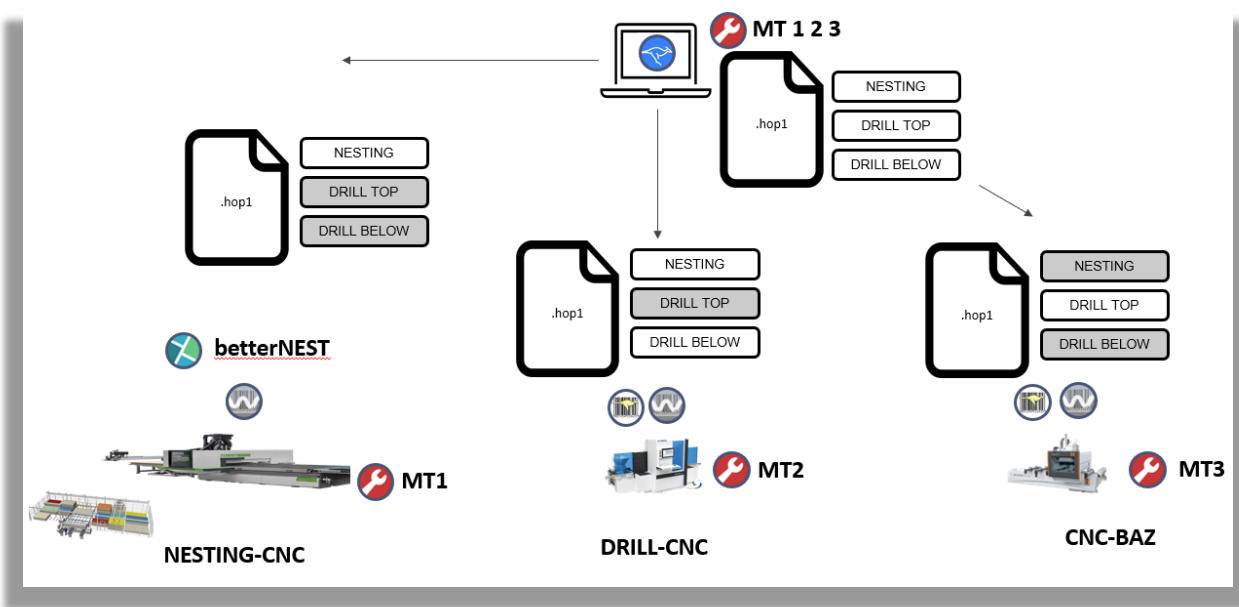 MT 1 2 3
.hop1
NESTING
DRILL TOP
DRILL BELOW
.hop1
NESTING
DRILL TOP
DRILL BELOW
.hop1
NESTING
DRILL TOP
DRILL BELOW
.hop1
NESTING
DRILL TOP
DRILL BELOW
betterNEST
MT1
MT2
MT3
NESTING-CNC
DRILL-CNC
CNC-BAZ